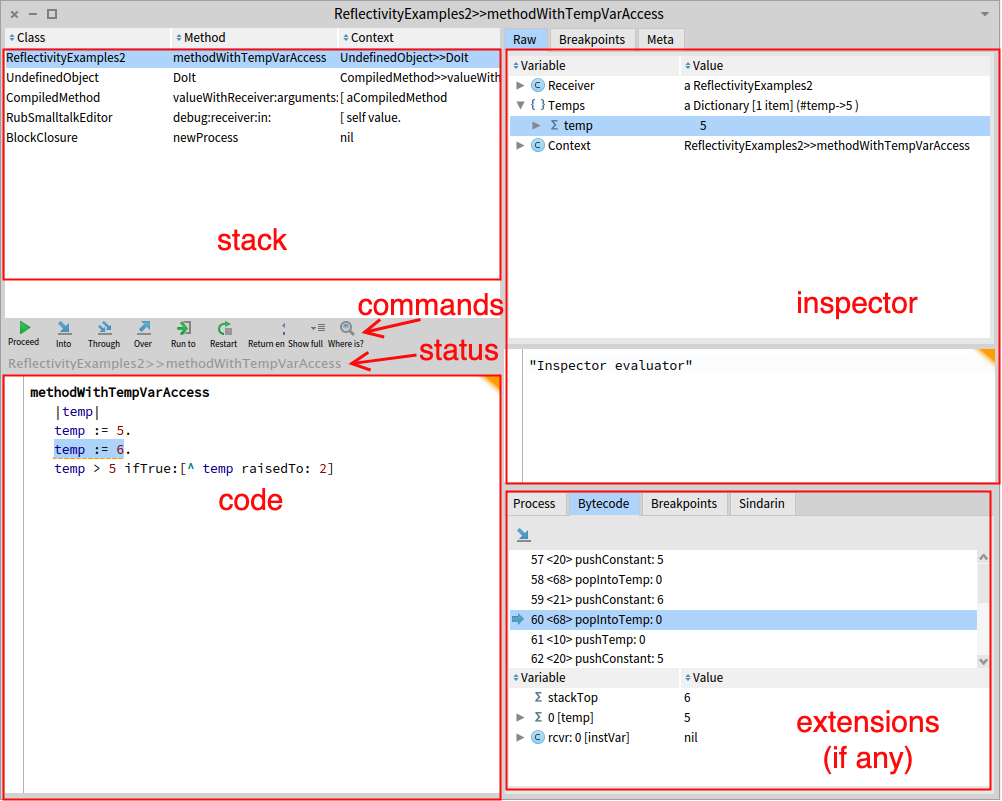 ReflectivityExamples2>>methodWithTempVarAccess
Class Method Context
ReflectivityExamples2 methodWithTempVarAccess UndefinedObject>>DoIt
UndefinedObject DoIt CompiledMethod>>valueWith
CompiledMethod valueWithReceiver:arguments: [ aCompiledMethod
RubSmalltalkEditor debug:receiver:in: [ self value.
BlockClosure newProcess nil
stack
commands
Proceed Into Through Over Run to Restart Return en Show full Where is?
status
ReflectivityExamples2>>methodWithTempVarAccess
methodWithTempVarAccess
|temp|
temp := 5.
temp := 6.
temp > 5 ifTrue:[^ temp raisedTo: 2]
code
Raw Breakpoints Meta
Variable Value
Receiver a ReflectivityExamples2
{ } Temps a Dictionary [1 item] (#temp->5 )
Σ temp 5
Context ReflectivityExamples2>>methodWithTempVarAccess
inspector
"Inspector evaluator"
Process Bytecode Breakpoints Sindarin
57 <20> pushConstant: 5
58 <68> popIntoTemp: 0
59 <21> pushConstant: 6
60 <68> popIntoTemp: 0
61 <10> pushTemp: 0
62 <20> pushConstant: 5
Variable Value
Σ stackTop 6
Σ 0 [temp] 5
C rcvr: 0 [instVar] nil
extensions
(if any)